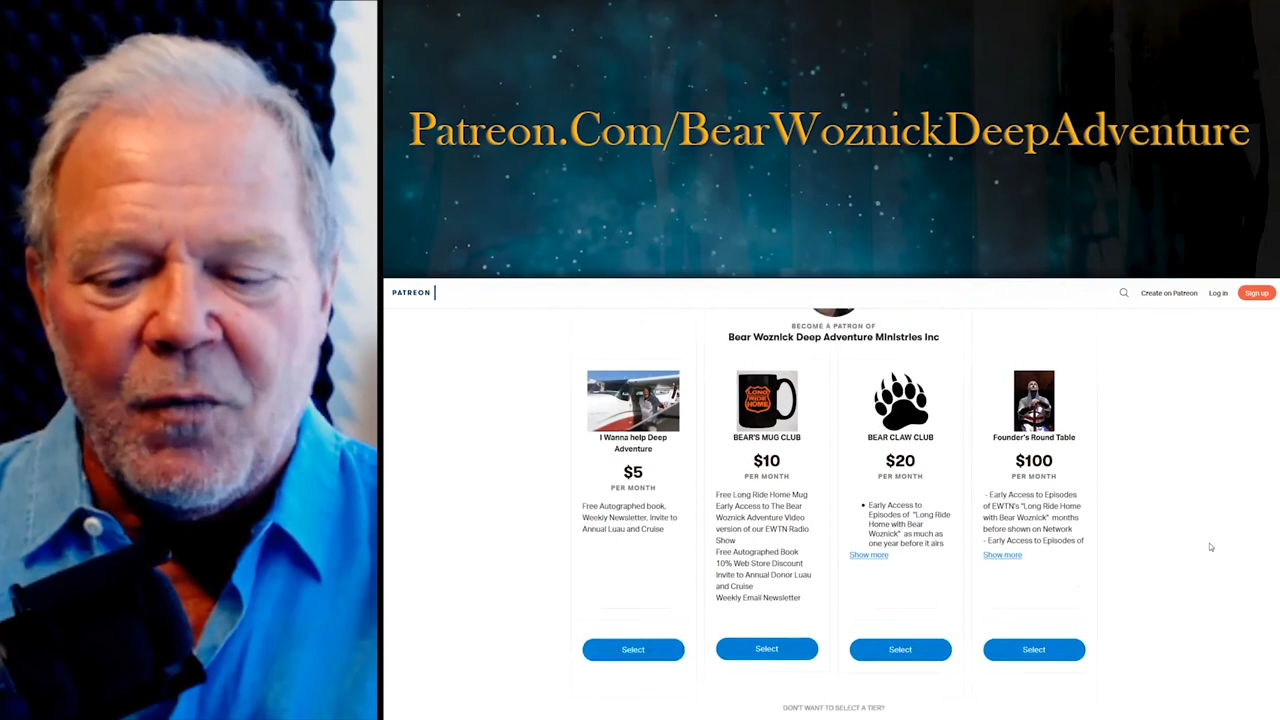 Patreon.Com/BearWoznickDeepAdventure
PATREON
Create on Patreon
Log in
Sign up
BECOME A PATRON OF
Bear Woznick Deep Adventure Ministries Inc
I Wanna help Deep
Adventure
$5
PER MONTH
Free Autographed book,
Weekly Newsletter, Invite to
Annual Luau and Cruise
Select
LONG
RIDE
HOME
BEAR'S MUG CLUB
$10
PER MONTH
Free Long Ride Home Mug
Early Access to The Bear
Woznick Adventure Video
version of our EWTN Radio
Show
Free Autographed Book
10% Web Store Discount
Invite to Annual Donor Luau
and Cruise
Weekly Email Newsletter
Select
BEAR CLAW CLUB
$20
PER MONTH
• Early Access to
Episodes of "Long Ride
Home with Bear
Woznick" as much as
one year before it airs
Show more
Select
Founder's Round Table
$100
PER MONTH
- Early Access to Episodes
of EWTN's "Long Ride Home
with Bear Woznick" months
before shown on Network
- Early Access to Episodes of
Show more
Select
DON'T WANT TO SELECT A TIER?